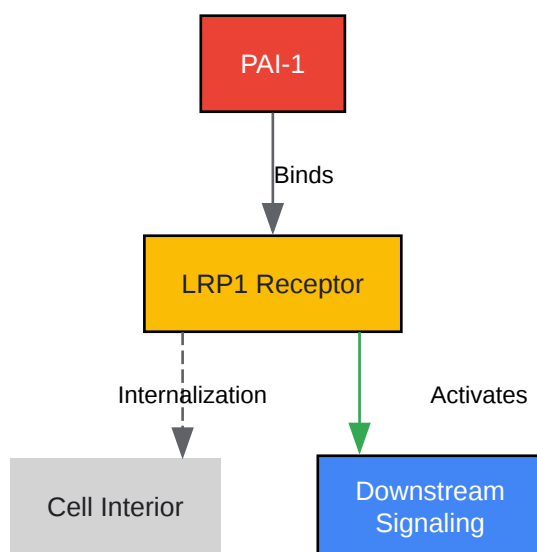 PAI-1
Binds
LRP1 Receptor
Internalization
Activates
Cell Interior
Downstream
Signaling